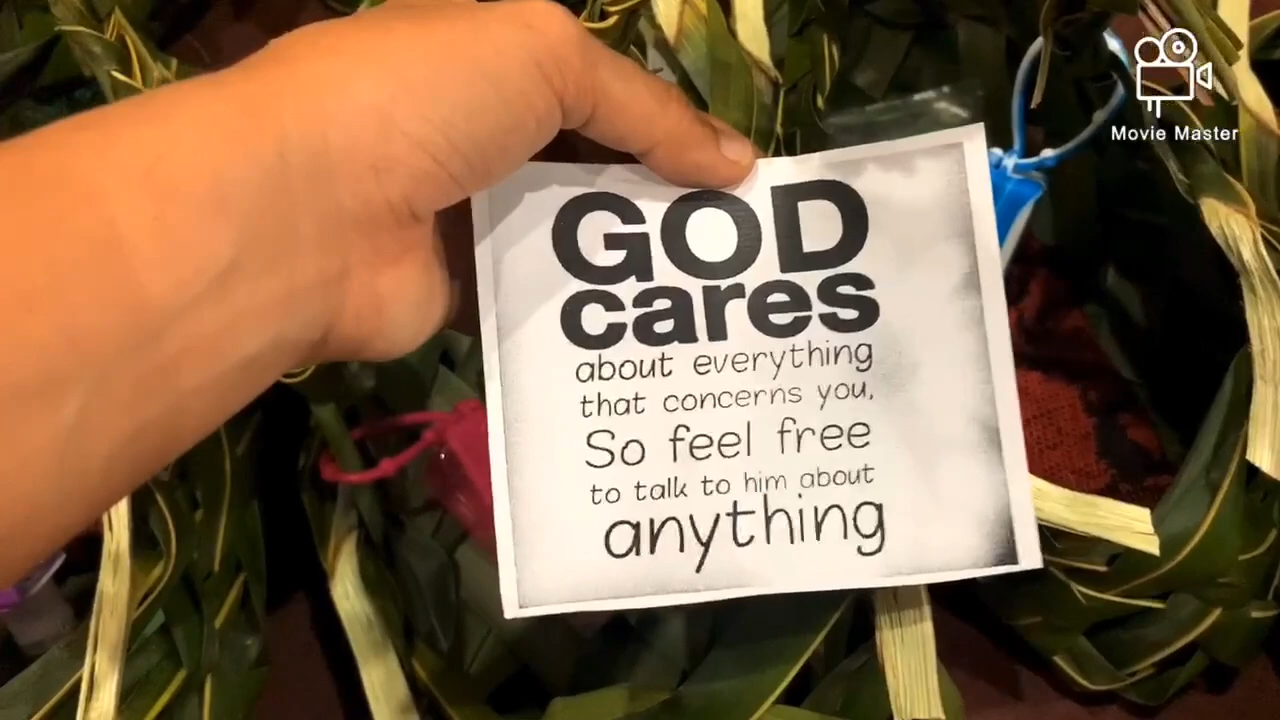 Movie Master
GOD
cares
about everything
that concerns you,
So feel free
to talk to him about
anything